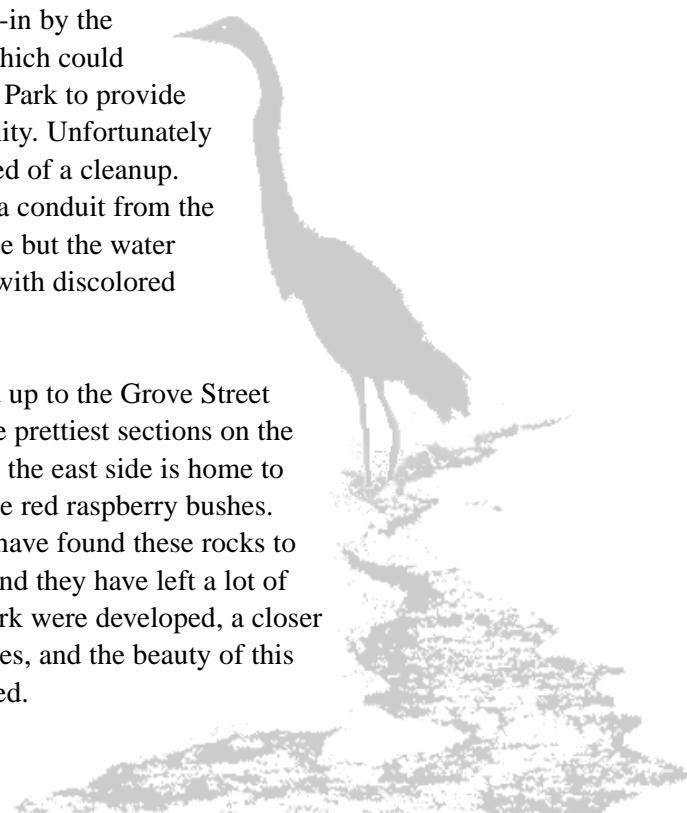 -in by the
hich could
Park to provide
nity. Unfortunately
ed of a cleanup.
a conduit from the
e but the water
with discolored
up to the Grove Street
e prettiest sections on the
the east side is home to
e red raspberry bushes.
have found these rocks to
nd they have left a lot of
rk were developed, a closer
es, and the beauty of this
ed.